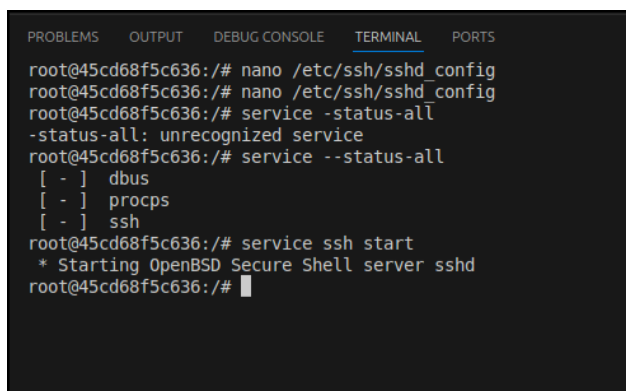 PROBLEMS OUTPUT DEBUG CONSOLE TERMINAL PORTS
root@45cd68f5c636:/# nano /etc/ssh/sshd_config
root@45cd68f5c636:/# nano /etc/ssh/sshd_config
root@45cd68f5c636:/# service -status-all
-status-all: unrecognized service
root@45cd68f5c636:/# service --status-all
 [ - ]  dbus
 [ - ]  procps
 [ - ]  ssh
root@45cd68f5c636:/# service ssh start
 * Starting OpenBSD Secure Shell server sshd
root@45cd68f5c636:/#